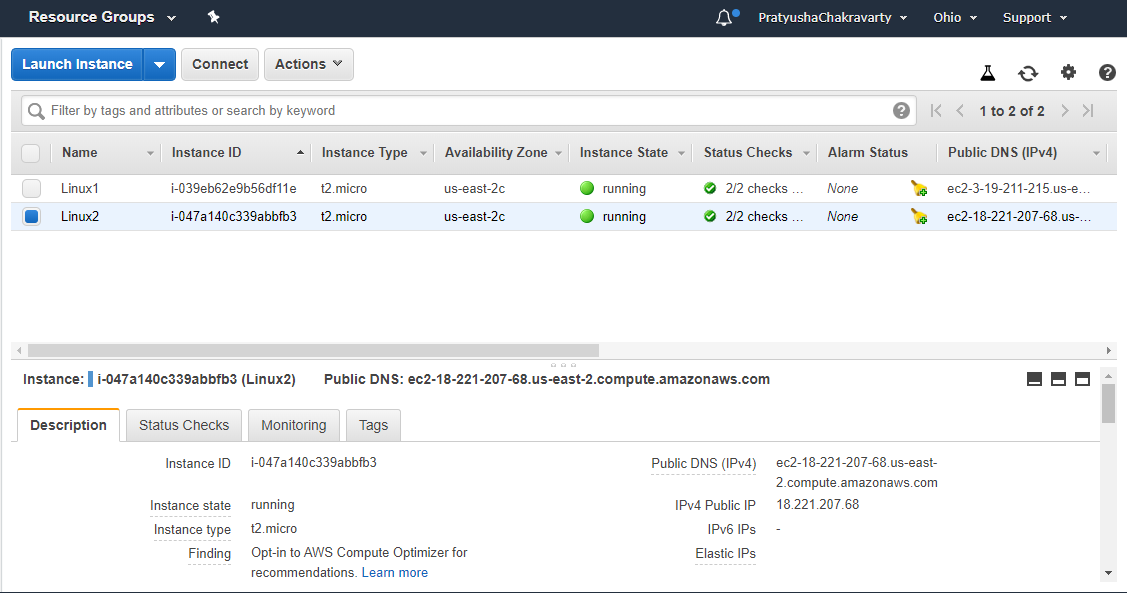 Resource Groups PratyushaChakravarty Ohio Support
Launch Instance Connect Actions
Filter by tags and attributes or search by keyword 1 to 2 of 2
Name Instance ID Instance Type Availability Zone Instance State Status Checks Alarm Status Public DNS (IPv4)
Linux1 i-039eb62e9b56df11e t2.micro us-east-2c running 2/2 checks ... None ec2-3-19-211-215.us-e...
Linux2 i-047a140c339abbfb3 t2.micro us-east-2c running 2/2 checks ... None ec2-18-221-207-68.us-...
Instance: i-047a140c339abbfb3 (Linux2) Public DNS: ec2-18-221-207-68.us-east-2.compute.amazonaws.com
Description Status Checks Monitoring Tags
Instance ID i-047a140c339abbfb3 Public DNS (IPv4) ec2-18-221-207-68.us-east-
2.compute.amazonaws.com
Instance state running IPv4 Public IP 18.221.207.68
Instance type t2.micro IPv6 IPs -
Finding Opt-in to AWS Compute Optimizer for Elastic IPs
recommendations. Learn more